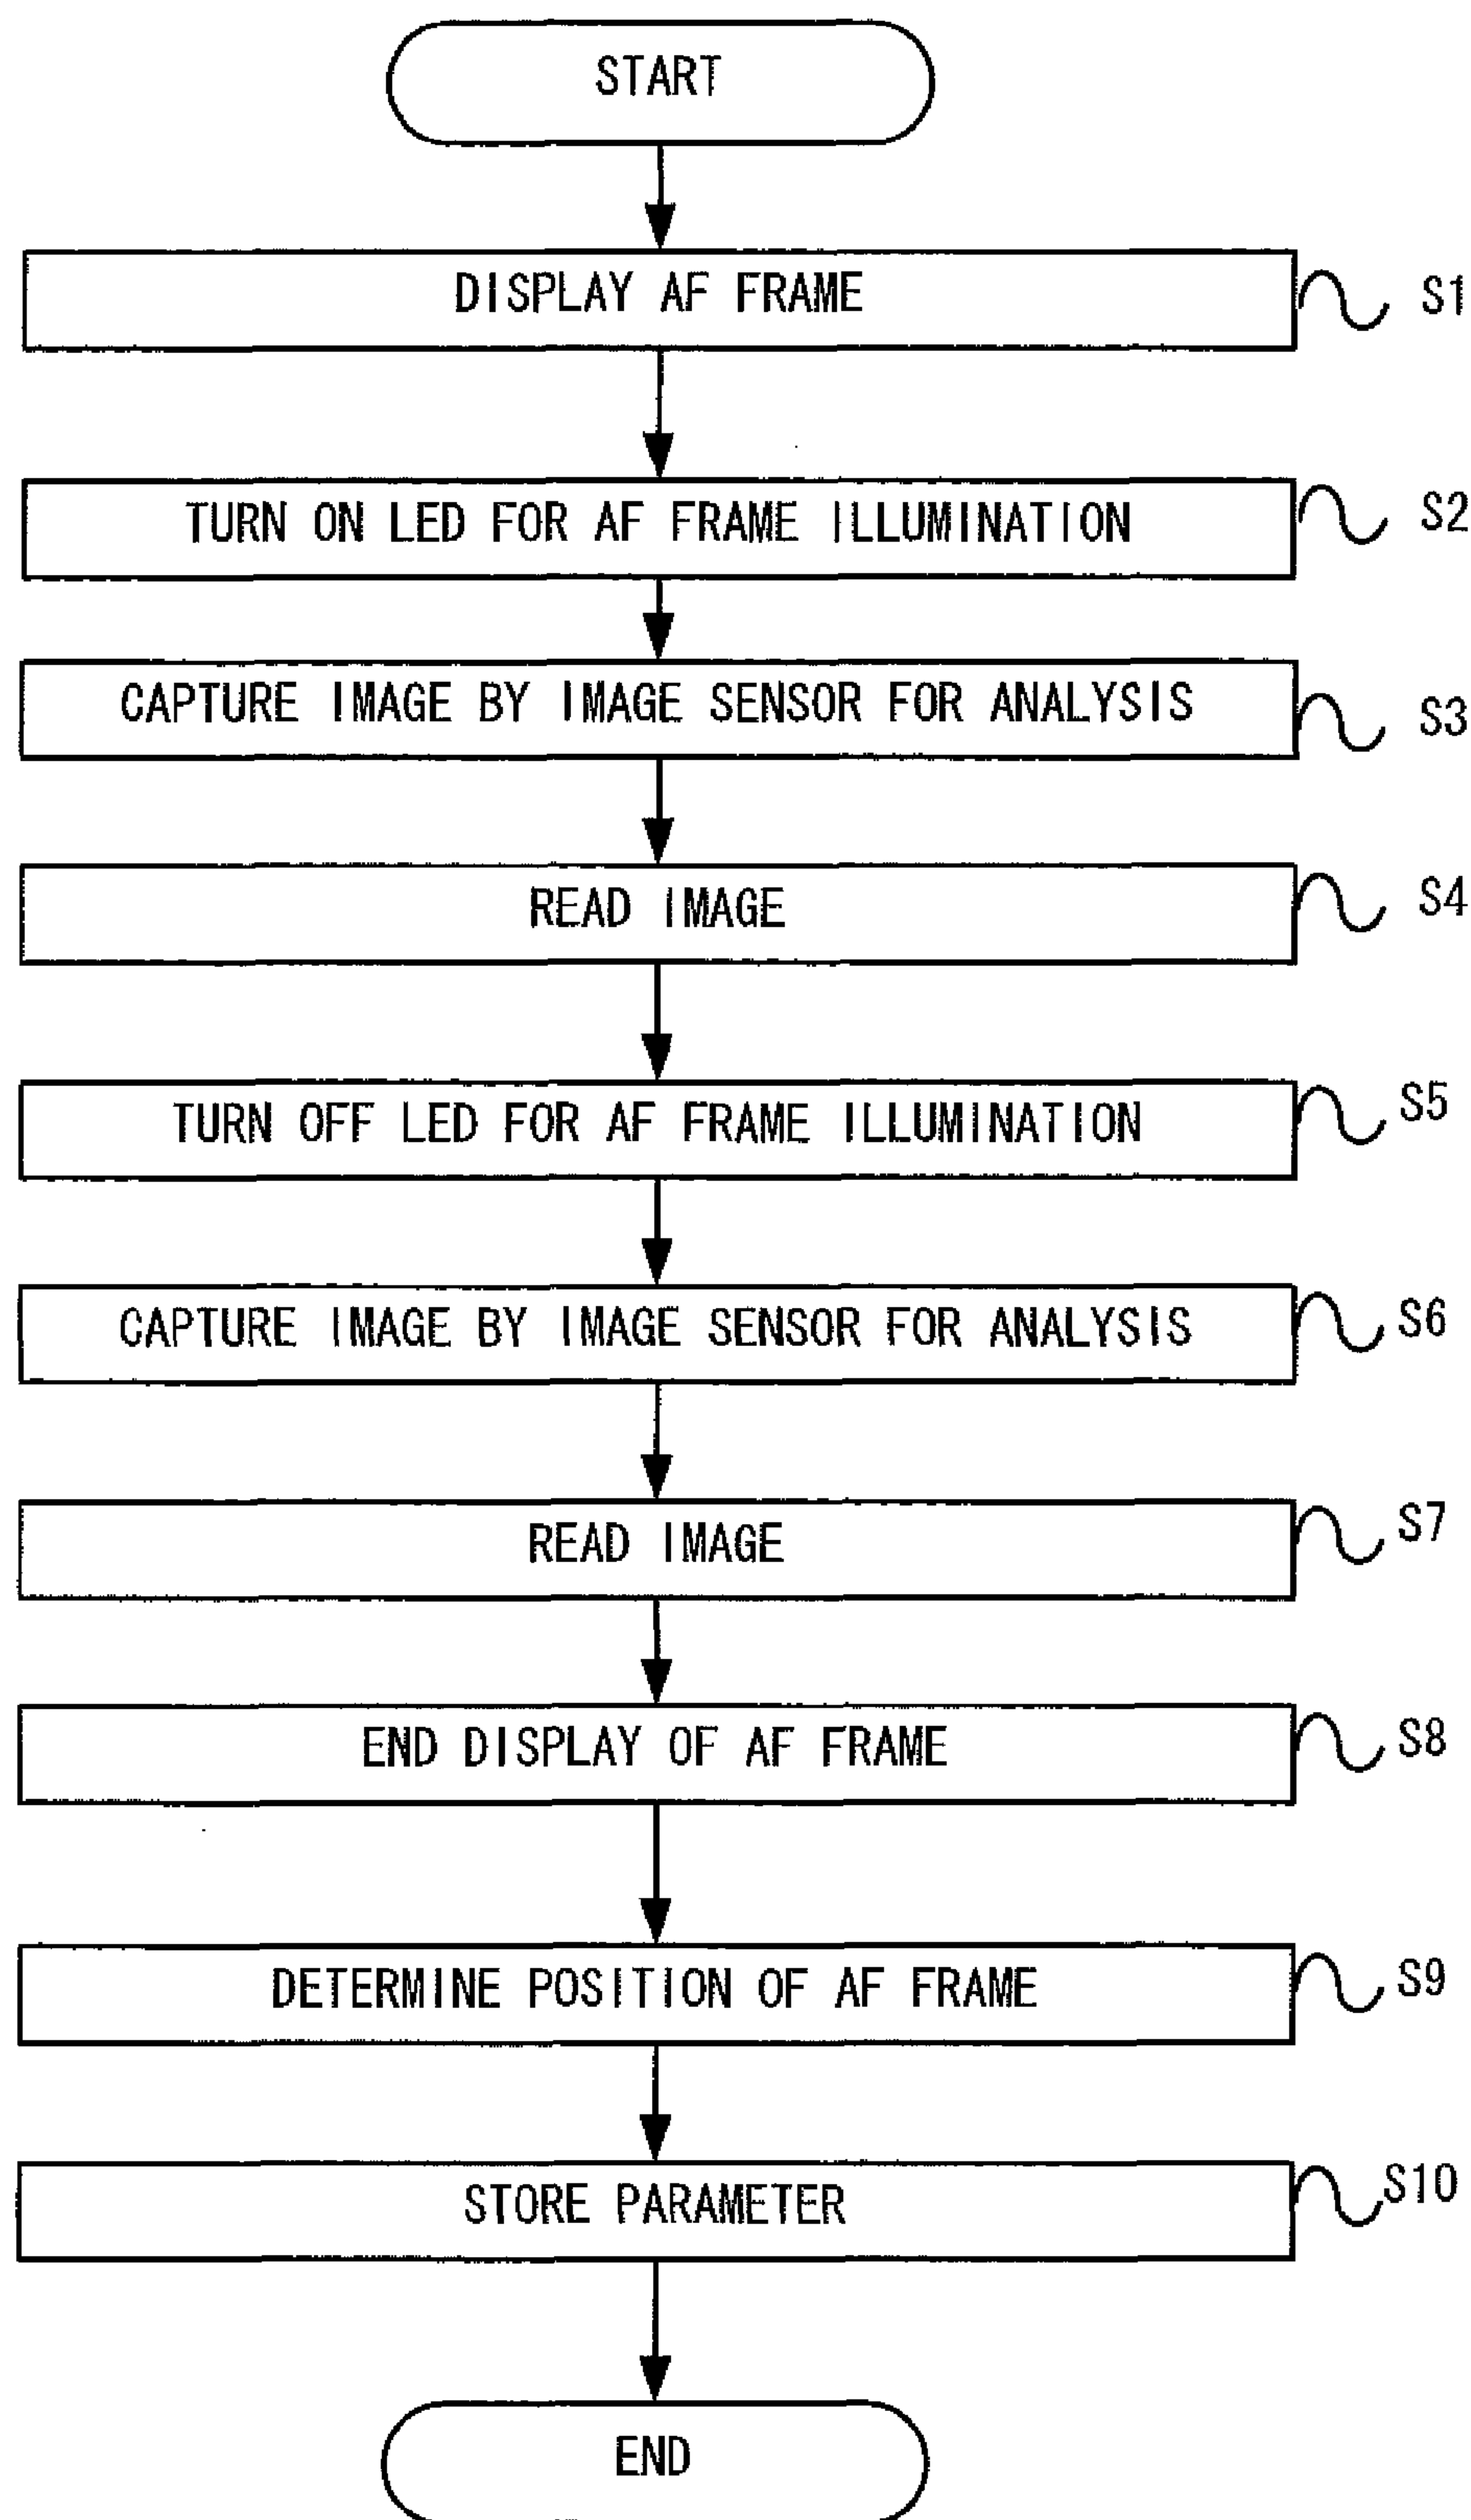 START
DISPLAY AF FRAME S1
TURN ON LED FOR AF FRAME ILLUMINATION S2
CAPTURE IMAGE BY IMAGE SENSOR FOR ANALYSIS S3
READ IMAGE S4
TURN OFF LED FOR AF FRAME ILLUMINATION S5
CAPTURE IMAGE BY IMAGE SENSOR FOR ANALYSIS S6
READ IMAGE S7
END DISPLAY OF AF FRAME S8
DETERMINE POSITION OF AF FRAME S9
STORE PARAMETER S10
END